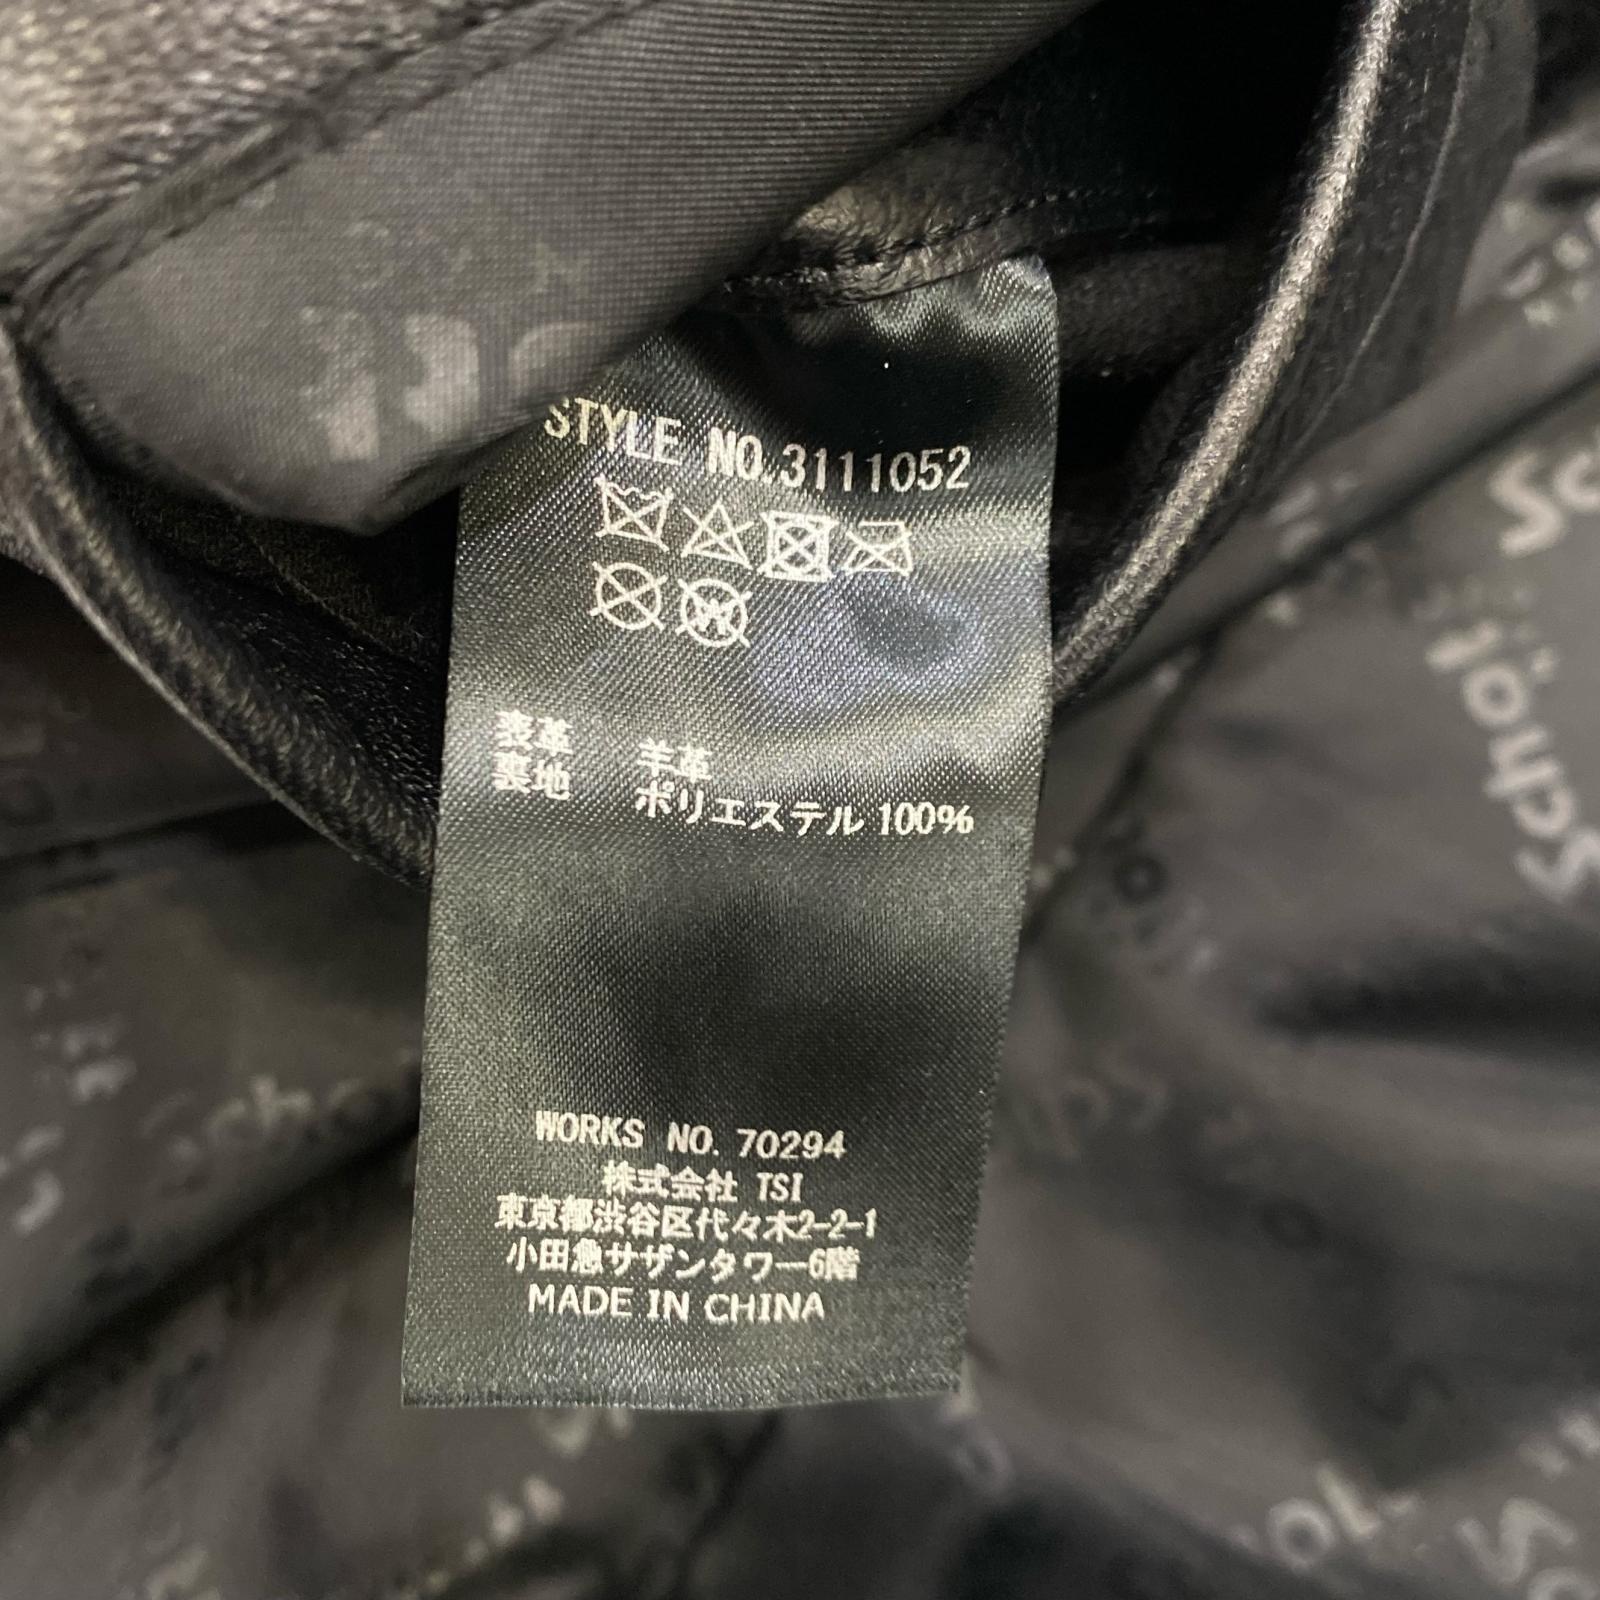 STYLE NO.3111052
表革 羊革
裏地 ポリエステル 100%
WORKS NO. 70294
株式会社 TSI
東京都渋谷区代々木2-2-1
小田急サザンタワー6階
MADE IN CHINA
Schott